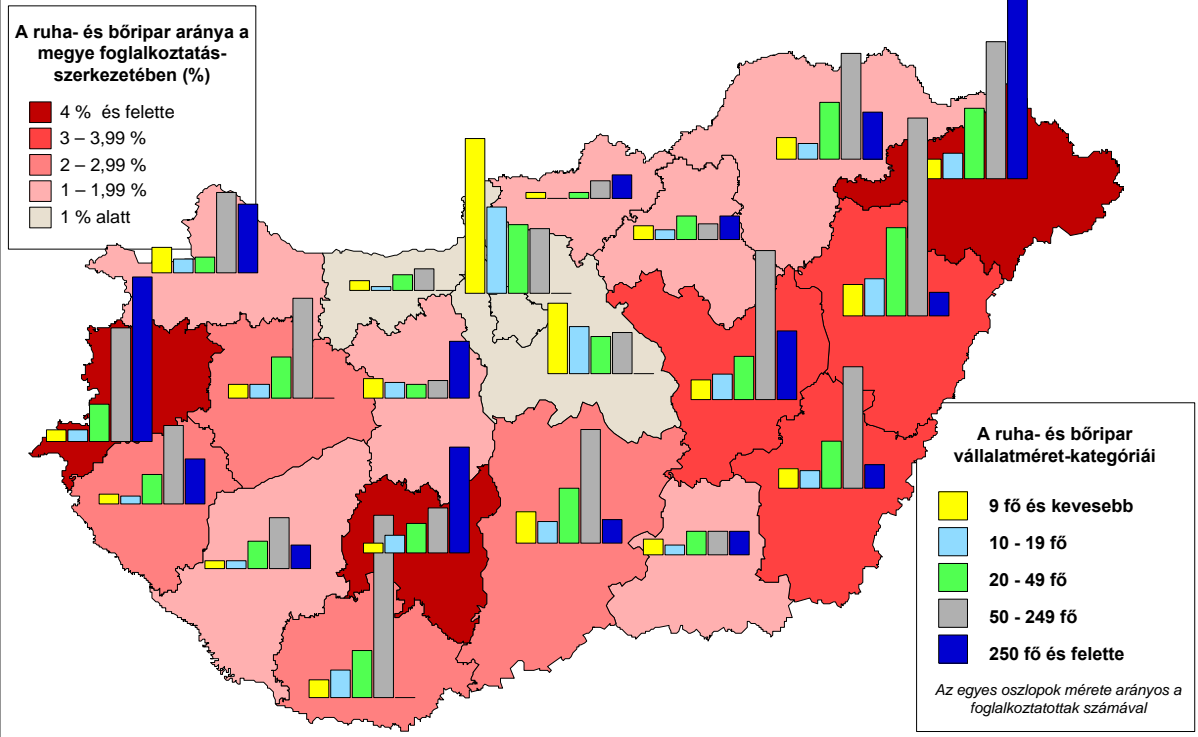 A ruha- és bőripar aránya a
megye foglalkoztatás-
szerkezetében (%)
4 % és felette
3 – 3,99 %
2 – 2,99 %
1 – 1,99 %
1 % alatt
A ruha- és bőripar
vállalatméret-kategóriái
9 fő és kevesebb
10 - 19 fő
20 - 49 fő
50 - 249 fő
250 fő és felette
Az egyes oszlopok mérete arányos a
foglalkoztatottak számával